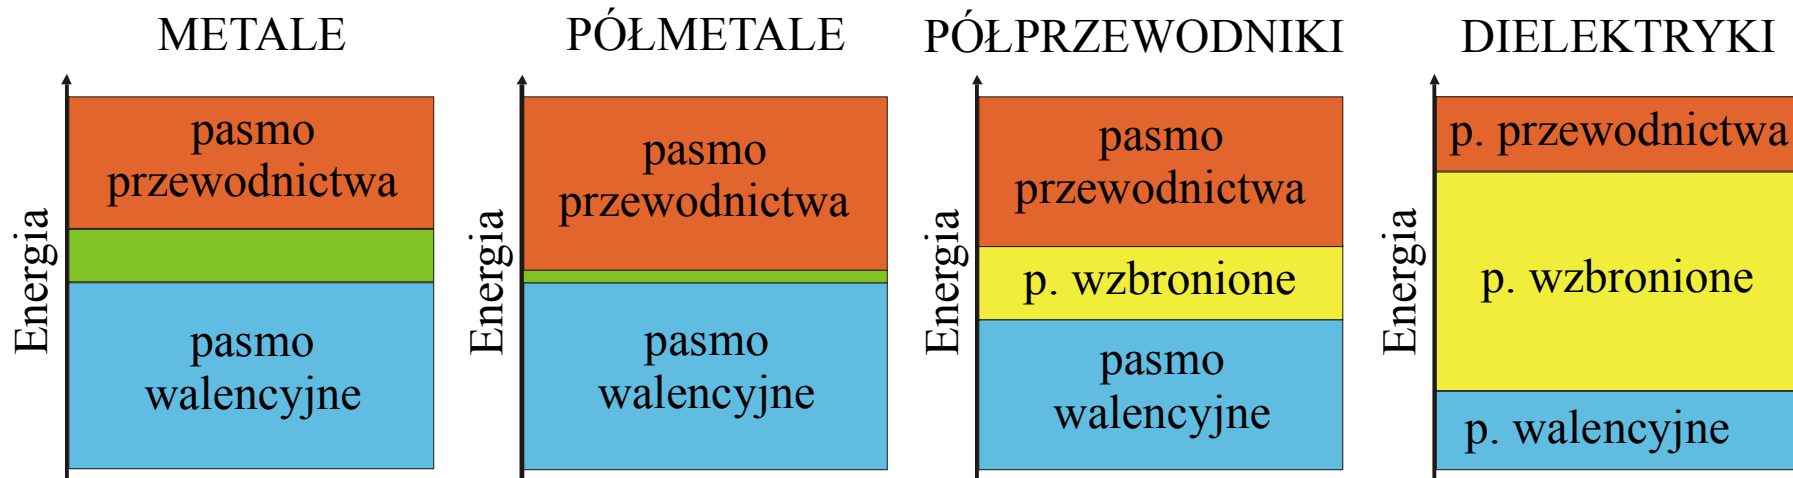 METALE
pasmo
przewodnictwa
pasmo
walencyjne
Energia
PÓŁMETALE
pasmo
przewodnictwa
pasmo
walencyjne
Energia
PÓŁPRZEWODNIKI
pasmo
przewodnictwa
p. wzbronione
pasmo
walencyjne
Energia
DIELEKTRYKI
p. przewodnictwa
p. wzbronione
p. walencyjne
Energia